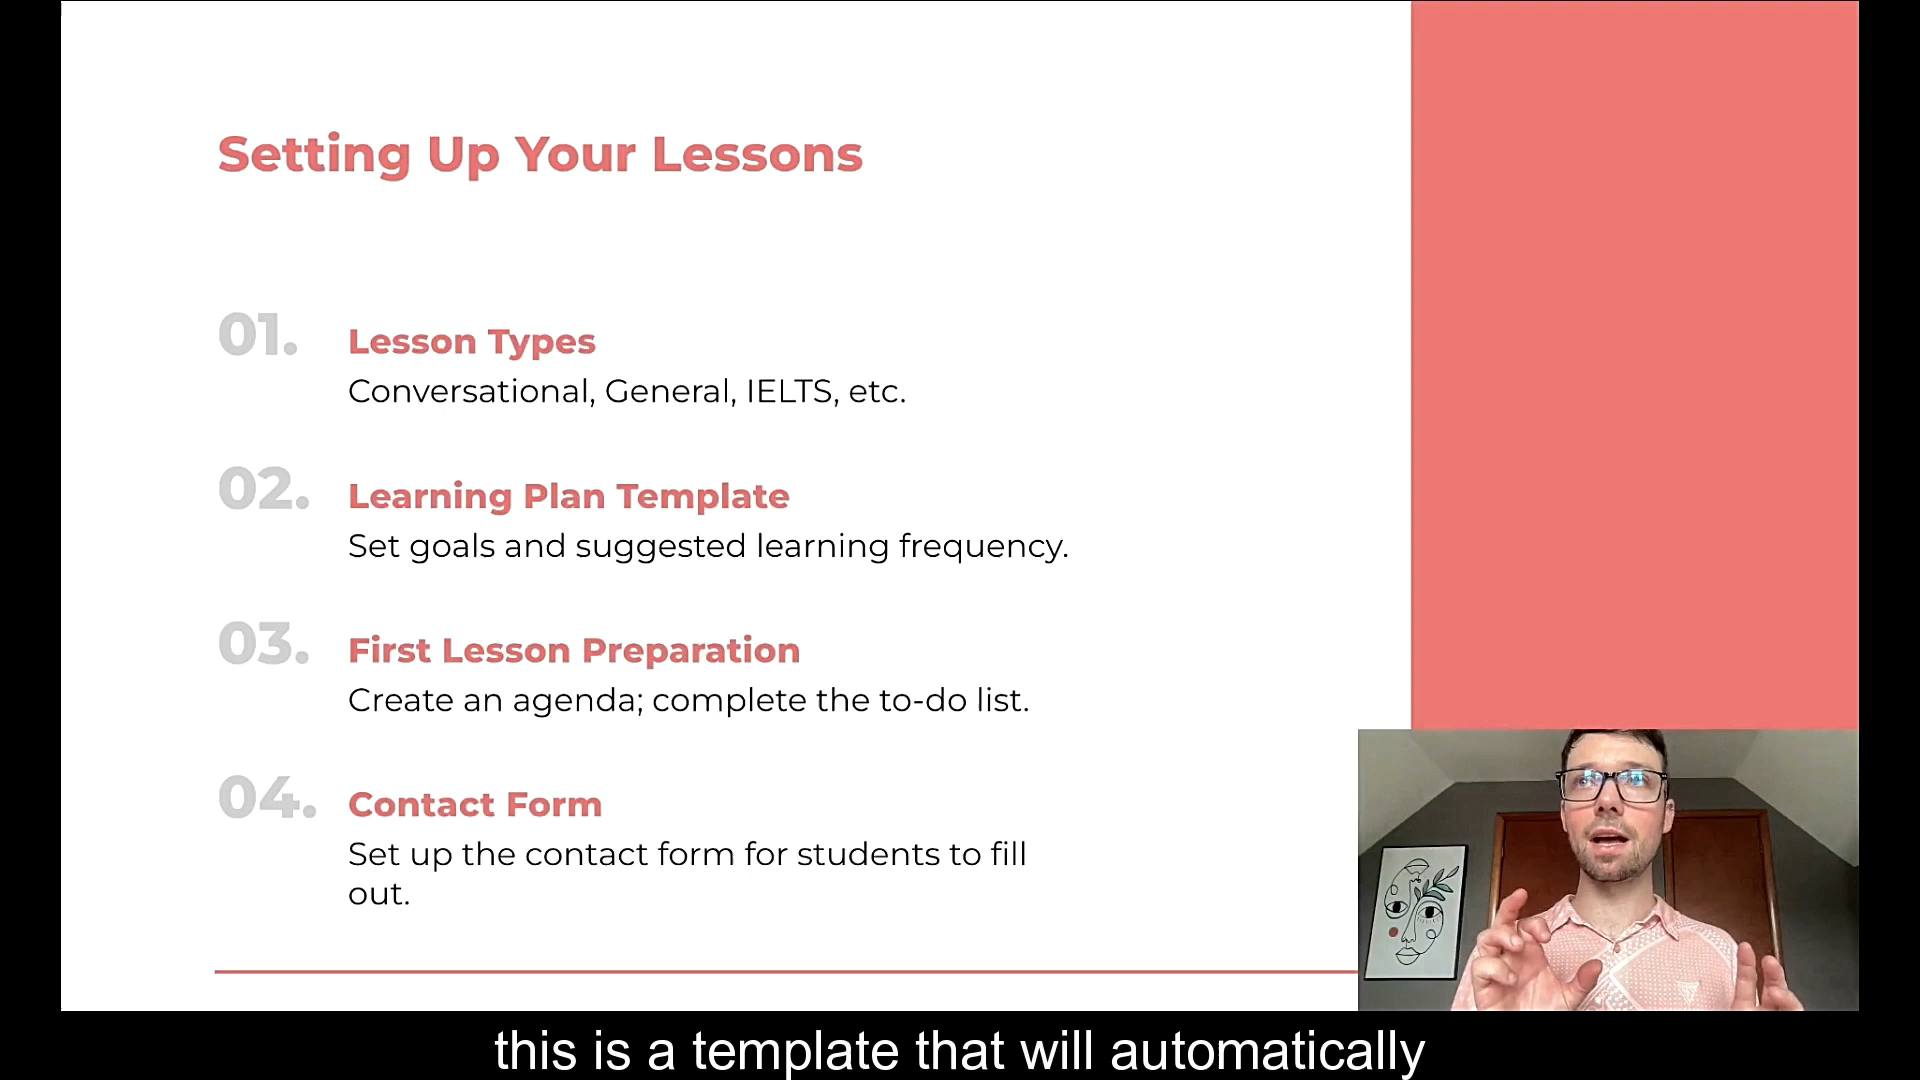 Setting Up Your Lessons
01.
Lesson Types
Conversational, General, IELTS, etc.
02.
Learning Plan Template
Set goals and suggested learning frequency.
03.
First Lesson Preparation
Create an agenda; complete the to-do list.
04.
Contact Form
Set up the contact form for students to fill
out.
this is a template that will automatically